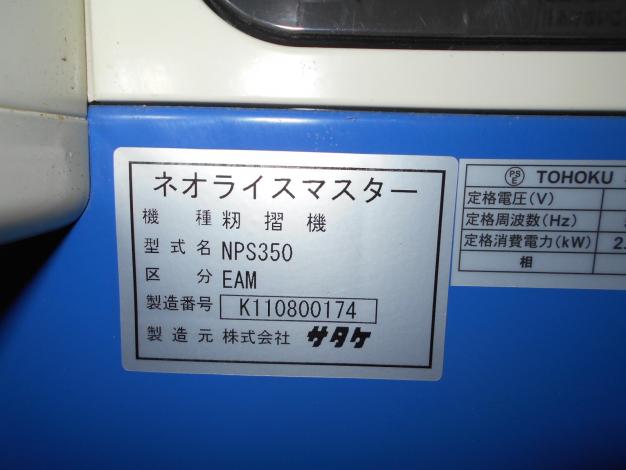 ネオライスマスター
機種 籾摺機
型式名 NPS350
区分 EAM
製造番号 K110800174
製造元 株式会社 サタケ
PS E TOHOKU
定格電圧(V)
定格周波数(Hz)
定格消費電力(kW) 2.
相